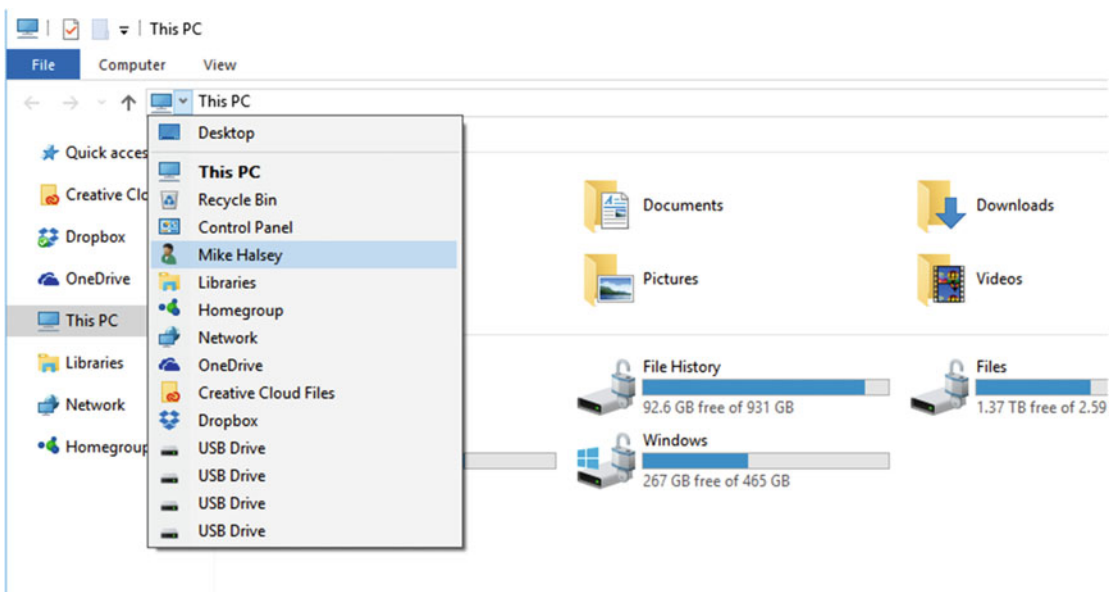 This PC
File Computer View
This PC
Desktop
This PC
Recycle Bin
Control Panel
Mike Halsey
Libraries
Homegroup
Network
OneDrive
Creative Cloud Files
Dropbox
USB Drive
USB Drive
USB Drive
USB Drive
Quick acces
Creative Clo
Dropbox
OneDrive
This PC
Libraries
Network
Homegroup
Documents
Downloads
Pictures
Videos
File History
92.6 GB free of 931 GB
Files
1.37 TB free of 2.59
Windows
267 GB free of 465 GB